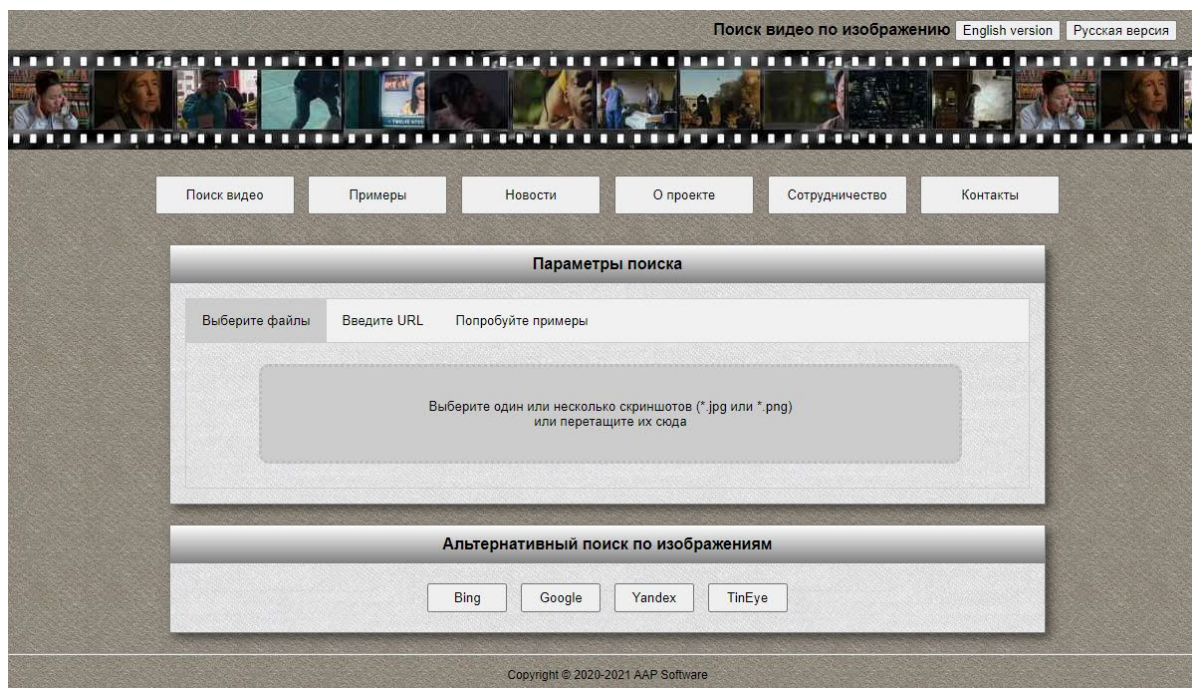 Поиск видео по изображению English version Русская версия
Поиск видео Примеры Новости О проекте Сотрудничество Контакты
Параметры поиска
Выберите файлы Введите URL Попробуйте примеры
Выберите один или несколько скриншотов (*.jpg или *.png)
или перетащите их сюда
Альтернативный поиск по изображениям
Bing Google Yandex TinEye
Copyright © 2020-2021 AAP Software